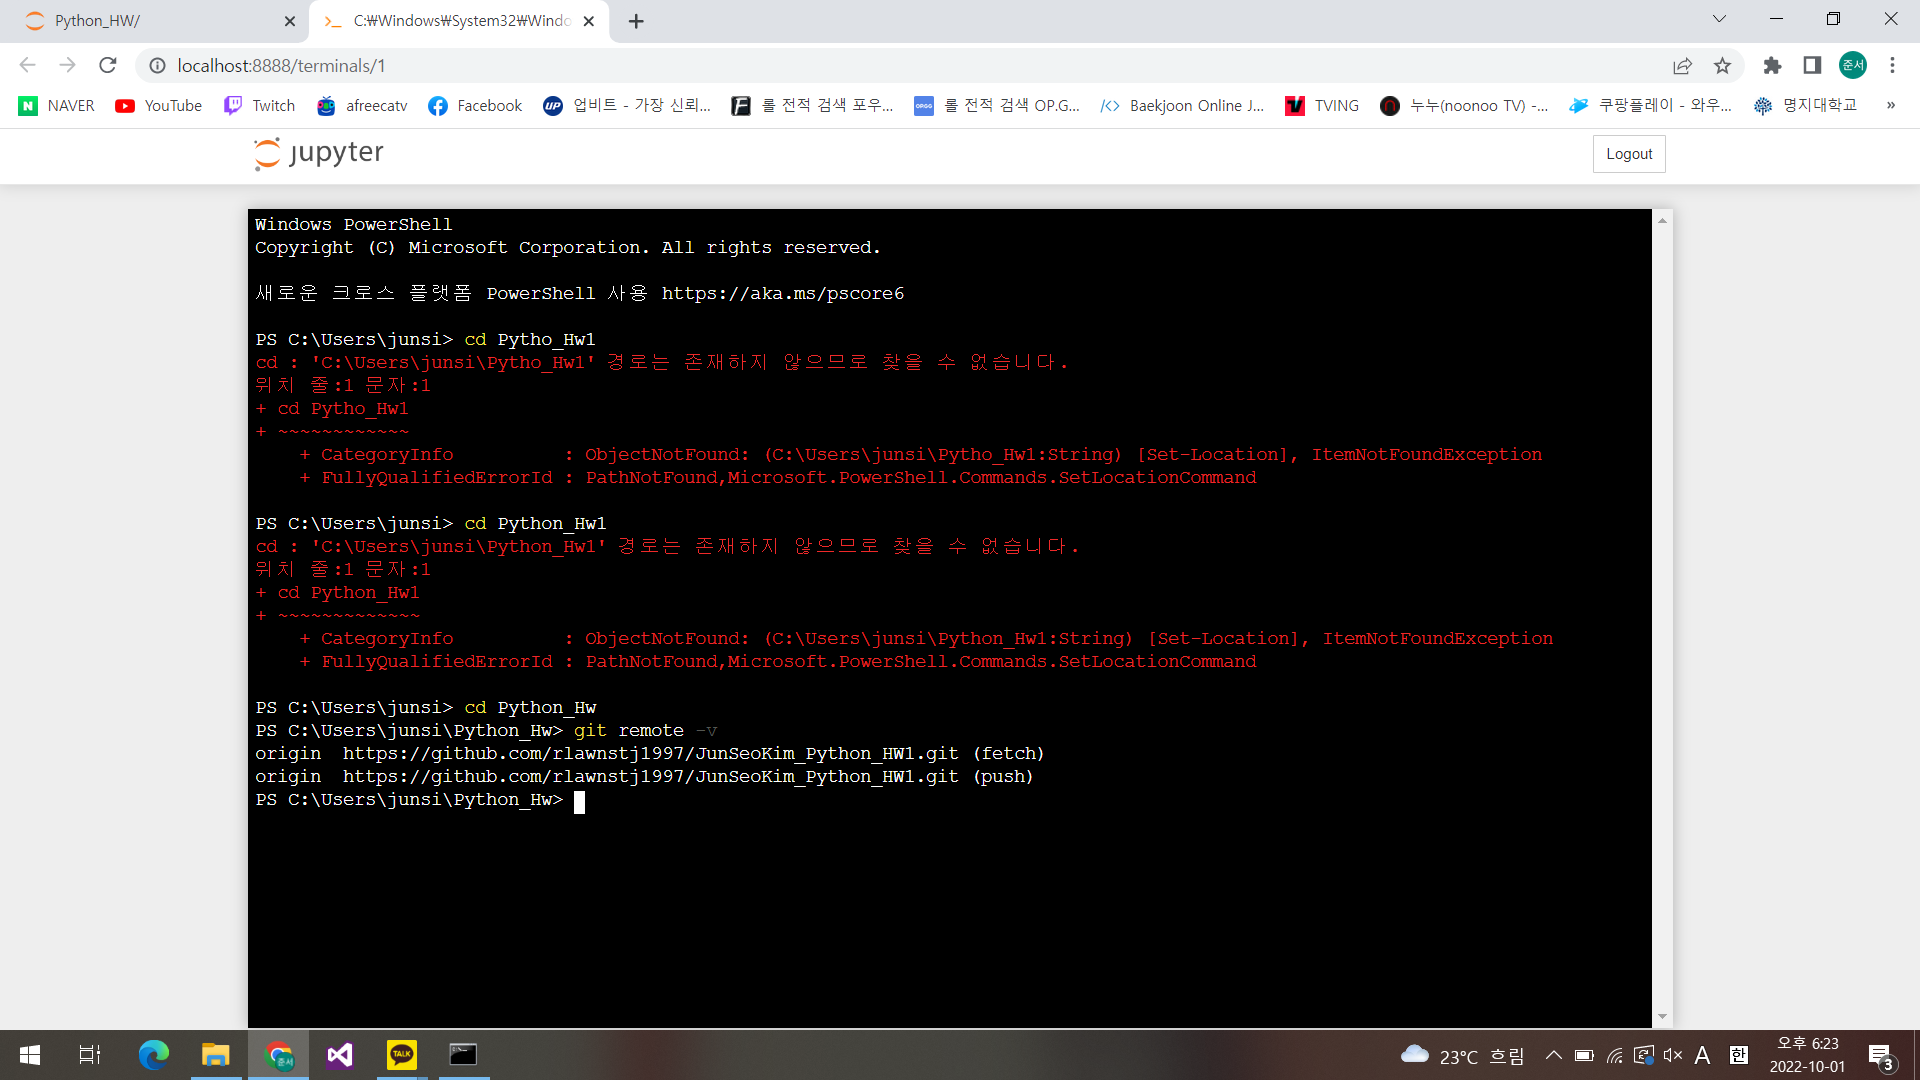 Python_HW/
C:₩Windows₩System32₩Windo
localhost:8888/terminals/1
준서
NAVER
YouTube
Twitch
afreecatv
Facebook
업비트 - 가장 신뢰...
롤 전적 검색 포우...
롤 전적 검색 OP.G...
Baekjoon Online J...
TVING
누누(noonoo TV) -...
쿠팡플레이 - 와우...
명지대학교
»
jupyter
Logout
Windows PowerShell
Copyright (C) Microsoft Corporation. All rights reserved.
새로운 크로스 플랫폼 PowerShell 사용 https://aka.ms/pscore6
PS C:\Users\junsi> cd Pytho_Hw1
cd : 'C:\Users\junsi\Pytho_Hw1' 경로는 존재하지 않으므로 찾을 수 없습니다.
위치 줄:1 문자:1
+ cd Pytho_Hw1
+ ~~~~~~~~~~~~
+ CategoryInfo          : ObjectNotFound: (C:\Users\junsi\Pytho_Hw1:String) [Set-Location], ItemNotFoundException
+ FullyQualifiedErrorId : PathNotFound,Microsoft.PowerShell.Commands.SetLocationCommand
PS C:\Users\junsi> cd Python_Hw1
cd : 'C:\Users\junsi\Python_Hw1' 경로는 존재하지 않으므로 찾을 수 없습니다.
위치 줄:1 문자:1
+ cd Python_Hw1
+ ~~~~~~~~~~~~~
+ CategoryInfo          : ObjectNotFound: (C:\Users\junsi\Python_Hw1:String) [Set-Location], ItemNotFoundException
+ FullyQualifiedErrorId : PathNotFound,Microsoft.PowerShell.Commands.SetLocationCommand
PS C:\Users\junsi> cd Python_Hw
PS C:\Users\junsi\Python_Hw> git remote -v
origin  https://github.com/rlawnstj1997/JunSeoKim_Python_HW1.git (fetch)
origin  https://github.com/rlawnstj1997/JunSeoKim_Python_HW1.git (push)
PS C:\Users\junsi\Python_Hw>
준서
TALK
23°C 흐림
A
한
오후 6:23
2022-10-01
3